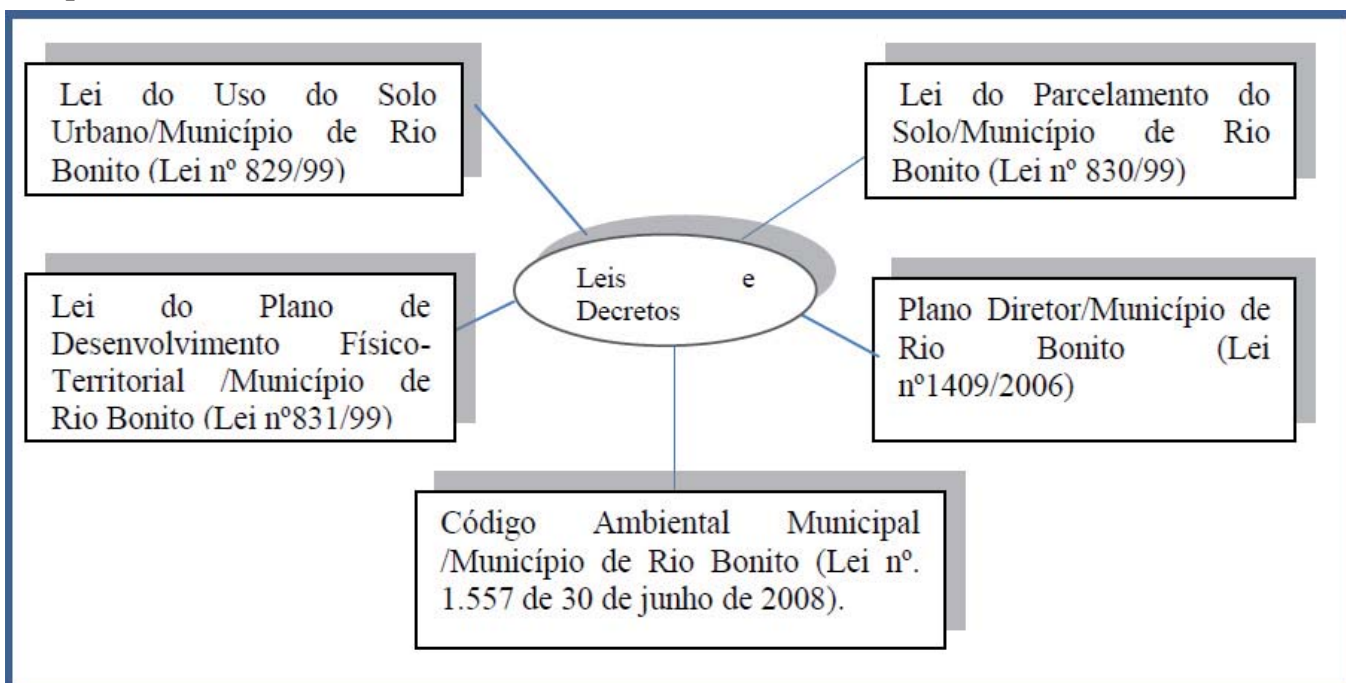 Lei do Uso do Solo
Urbano/Município de Rio
Bonito (Lei nº 829/99)
Lei do Parcelamento do
Solo/Município de Rio
Bonito (Lei nº 830/99)
Leis e
Decretos
Lei do Plano de
Desenvolvimento Físico-
Territorial /Município de
Rio Bonito (Lei nº831/99)
Plano Diretor/Município de
Rio Bonito (Lei
nº1409/2006)
Código Ambiental Municipal
/Município de Rio Bonito (Lei nº.
1.557 de 30 de junho de 2008).